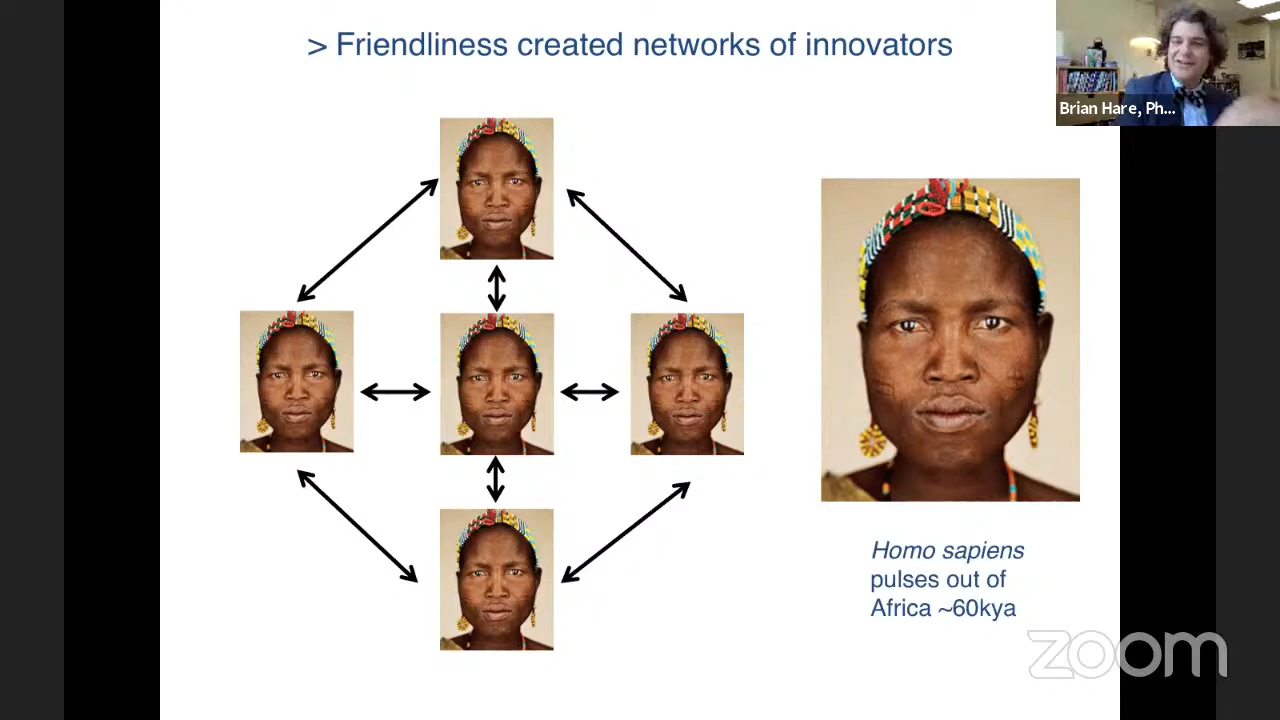 > Friendliness created networks of innovators
Brian Hare, Ph...
Homo sapiens
pulses out of
Africa ~60kya
zoom